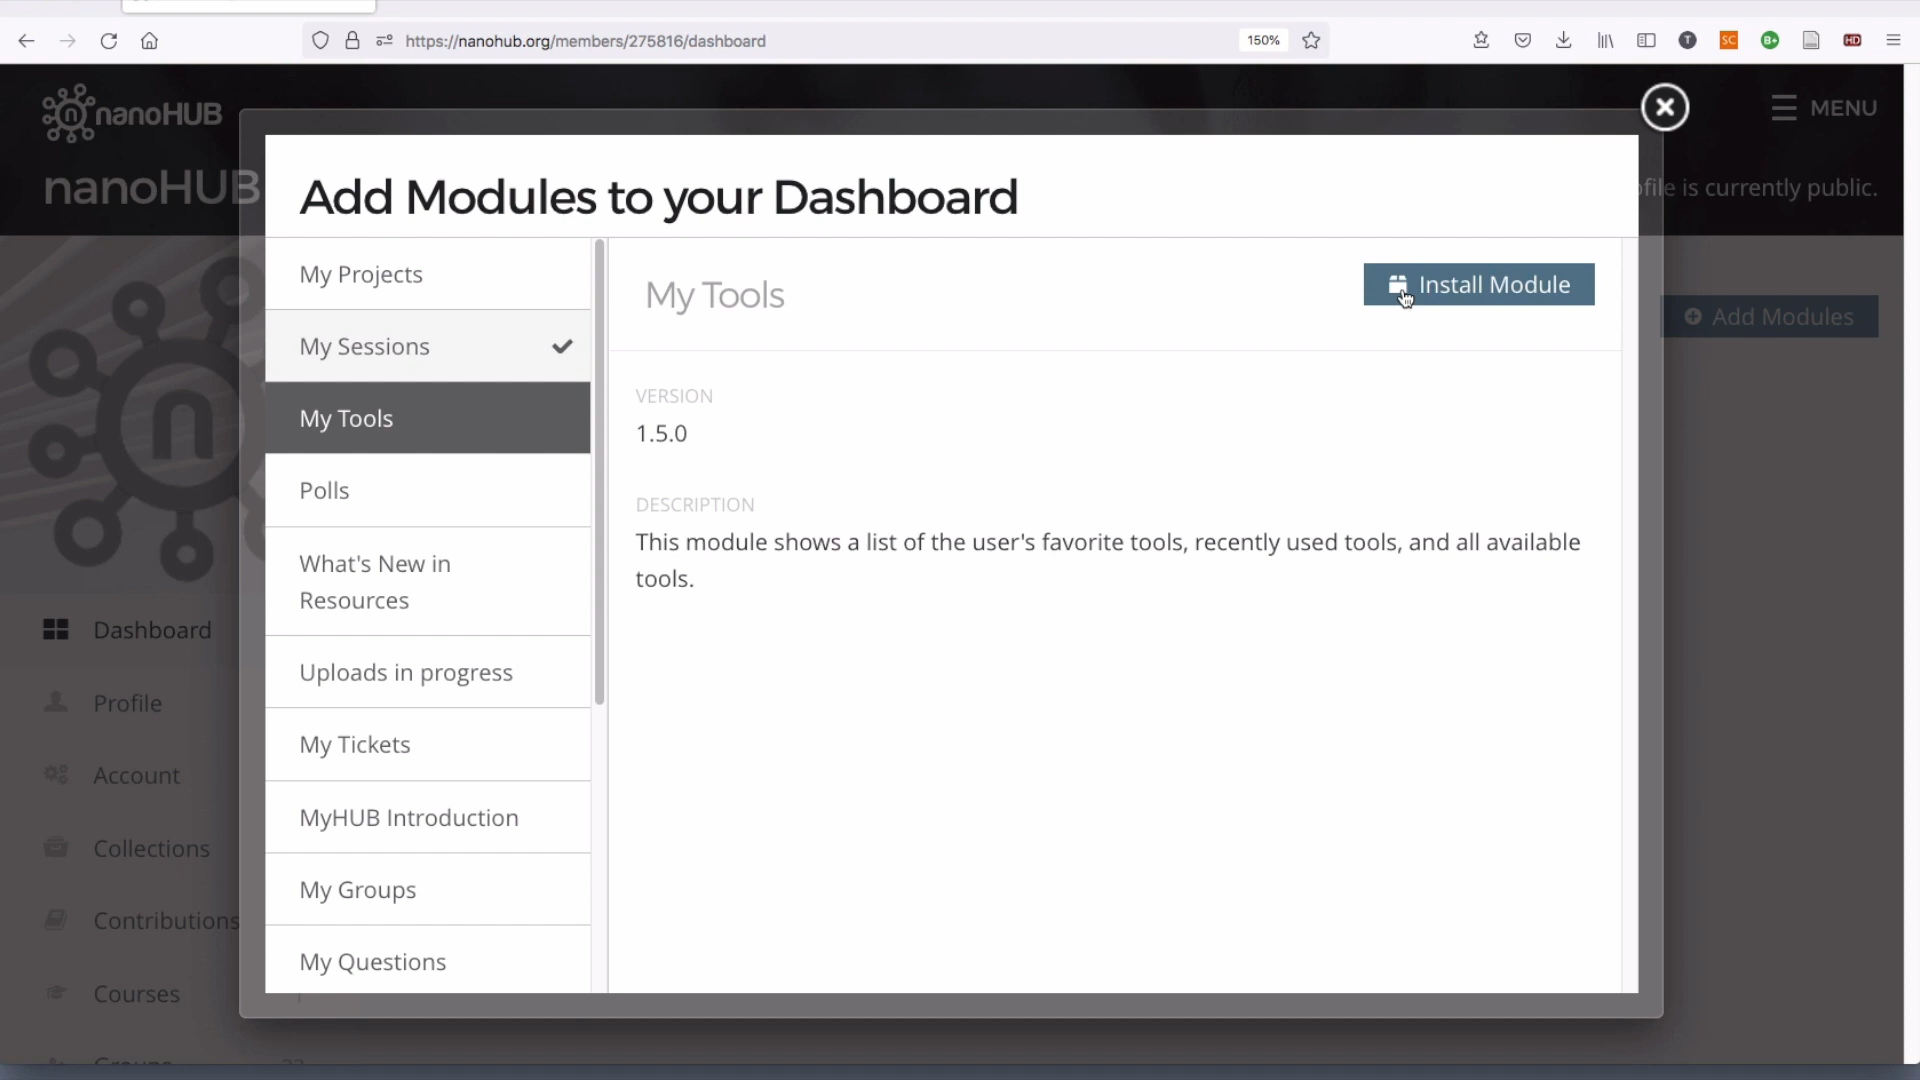 https://nanohub.org/members/275816/dashboard
150%
T
SC
B+
HD
nanoHUB
MENU
nanoHUB
file is currently public.
Add Modules to your Dashboard
My Projects
My Sessions
My Tools
Polls
What's New in
Resources
Uploads in progress
My Tickets
MyHUB Introduction
My Groups
My Questions
My Tools
Install Module
VERSION
1.5.0
DESCRIPTION
This module shows a list of the user's favorite tools, recently used tools, and all available
tools.
Add Modules
n
Dashboard
Profile
Account
Collections
Contributions
Courses